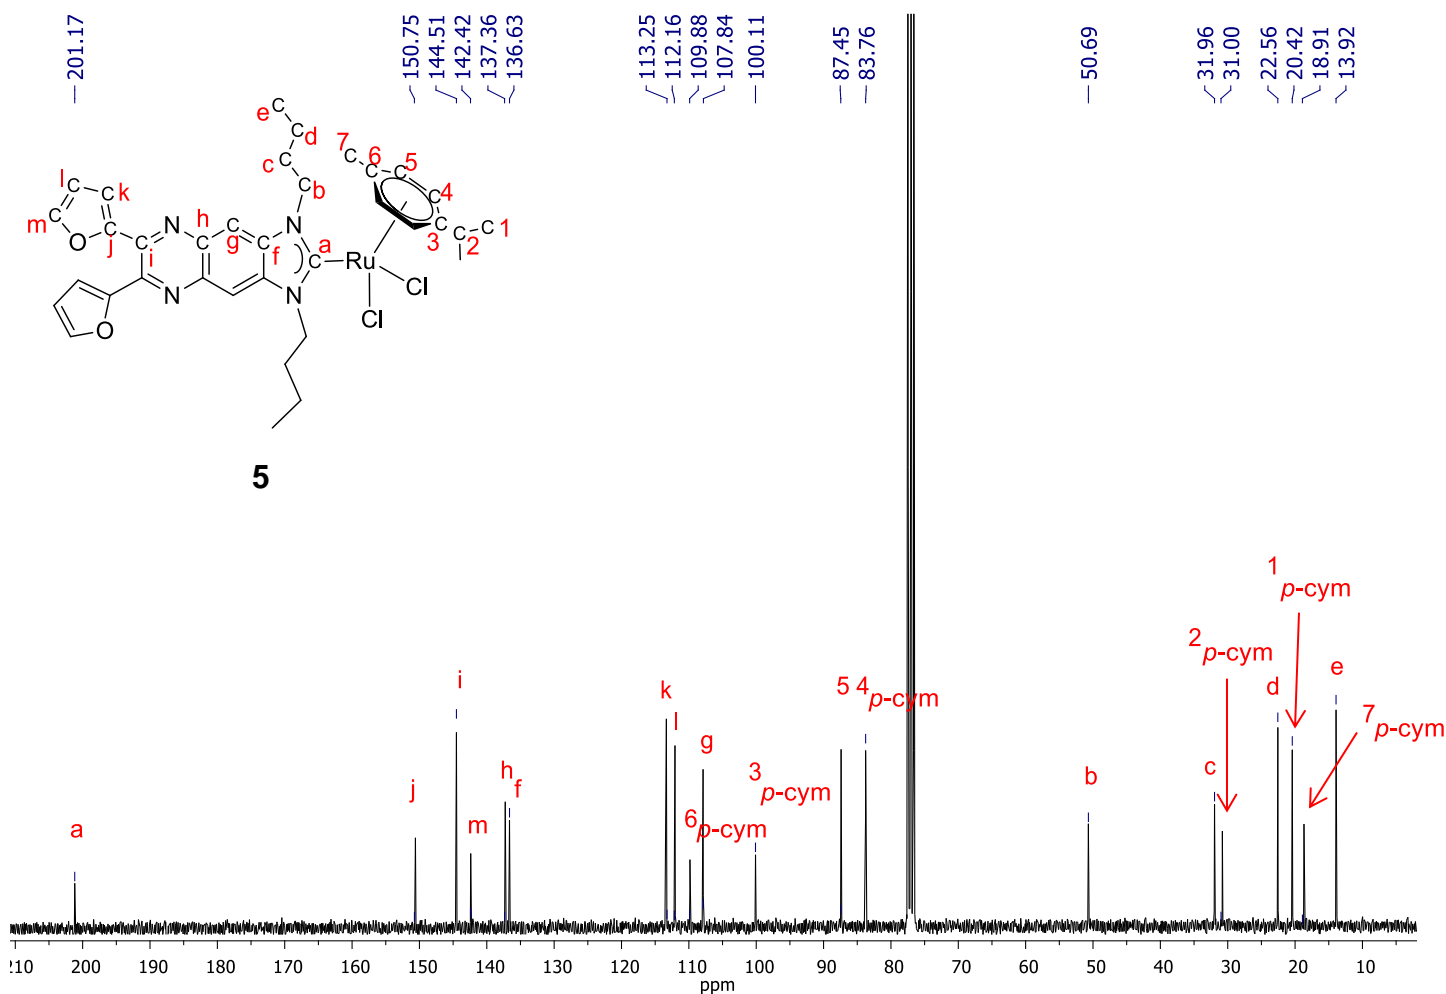 201.17
150.75
144.51
142.42
137.36
136.63
113.25
112.16
109.88
107.84
100.11
87.45
83.76
50.69
31.96
31.00
22.56
20.42
18.91
13.92
e C
C d
c C
C b
7 C
6 C 5
C 4
C 1
3 C 2
l C
k C
m C
O
C j
N
h C
g C
C f
N
C a
Ru
Cl
Cl
i C
N
N
O
5
a
j
i
m
h
f
k
l
6 p-cym
g
3 p-cym
5 4 p-cym
b
c
2 p-cym
d
1 p-cym
e
7 p-cym
210 190 180 170 160 150 140 130 120 110 100 90 80 70 60 50 40 30 20 10
ppm